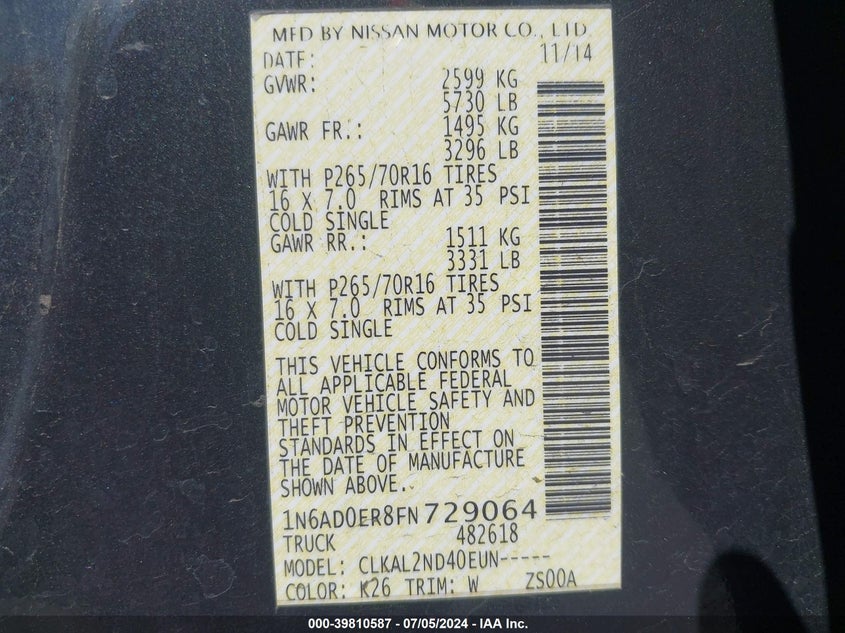 MFD BY NISSAN MOTOR CO., LTD.
DATE: 11/14
GVWR: 2599 KG
5730 LB
GAWR FR.: 1495 KG
3296 LB
WITH P265/70R16 TIRES
16 X 7.0 RIMS AT 35 PSI
COLD SINGLE
GAWR RR.: 1511 KG
3331 LB
WITH P265/70R16 TIRES
16 X 7.0 RIMS AT 35 PSI
COLD SINGLE
THIS VEHICLE CONFORMS TO
ALL APPLICABLE FEDERAL
MOTOR VEHICLE SAFETY AND
THEFT PREVENTION
STANDARDS IN EFFECT ON
THE DATE OF MANUFACTURE
SHOWN ABOVE.
1N6AD0ER8FN729064
TRUCK 482618
MODEL: CLKAL2ND40EUN-----
COLOR: K26 TRIM: W ZS00A
000-39810587 - 07/05/2024 - IAA Inc.